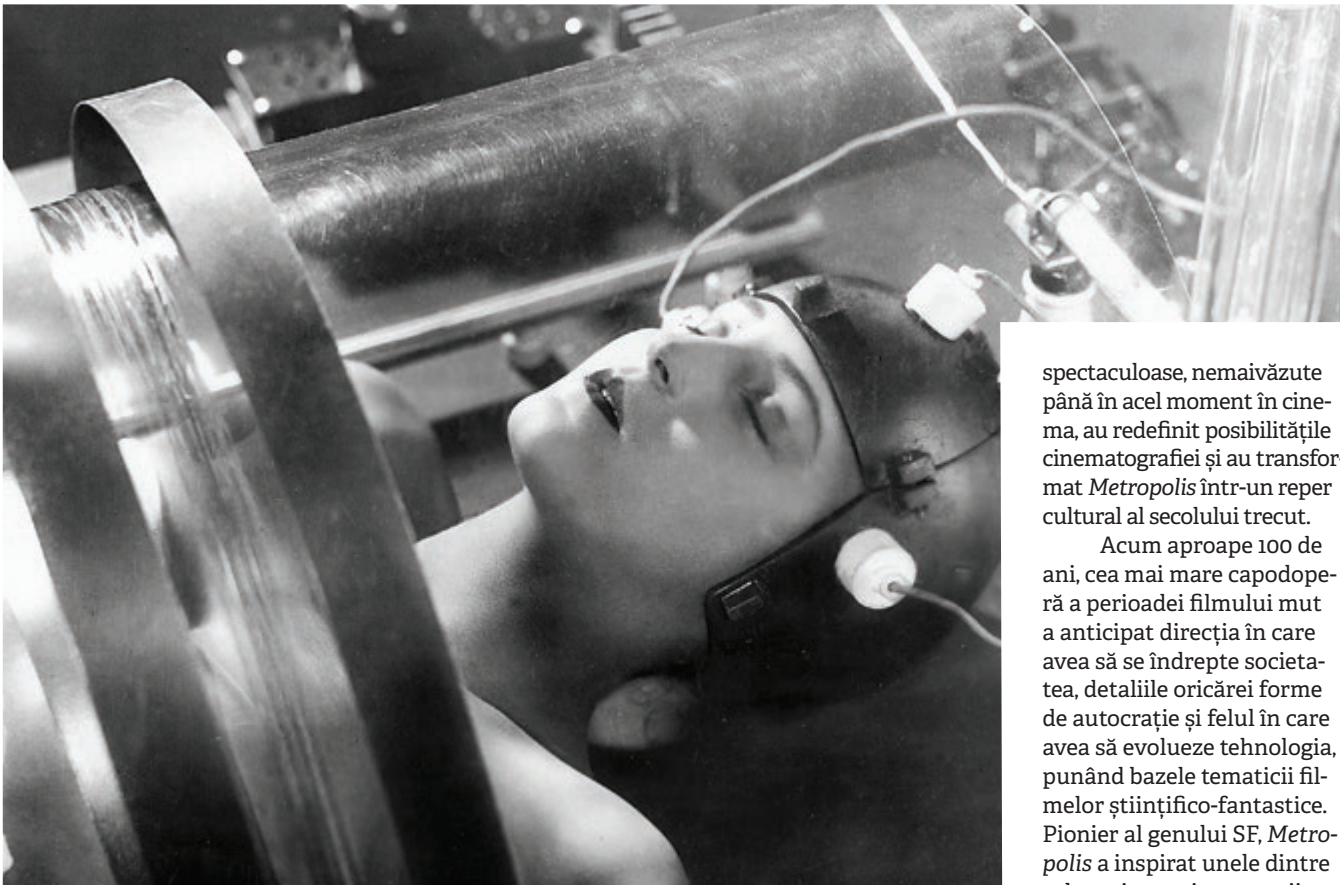 spectaculoase, nemaivăzute
până în acel moment în cine-
ma, au redefinit posibilitățile
cinematografiei și au transfor-
mat Metropolis într-un reper
cultural al secolului trecut.
Acum aproape 100 de
ani, cea mai mare capodope-
ră a perioadei filmului mut
a anticipat direcția în care
avea să se îndrepte societa-
tea, detaliile oricărei forme
de autocrație și felul în care
avea să evolueze tehnologia,
punând bazele tematicii fil-
melor științifico-fantastice.
Pionier al genului SF, Metro-
polis a inspirat unele dintre